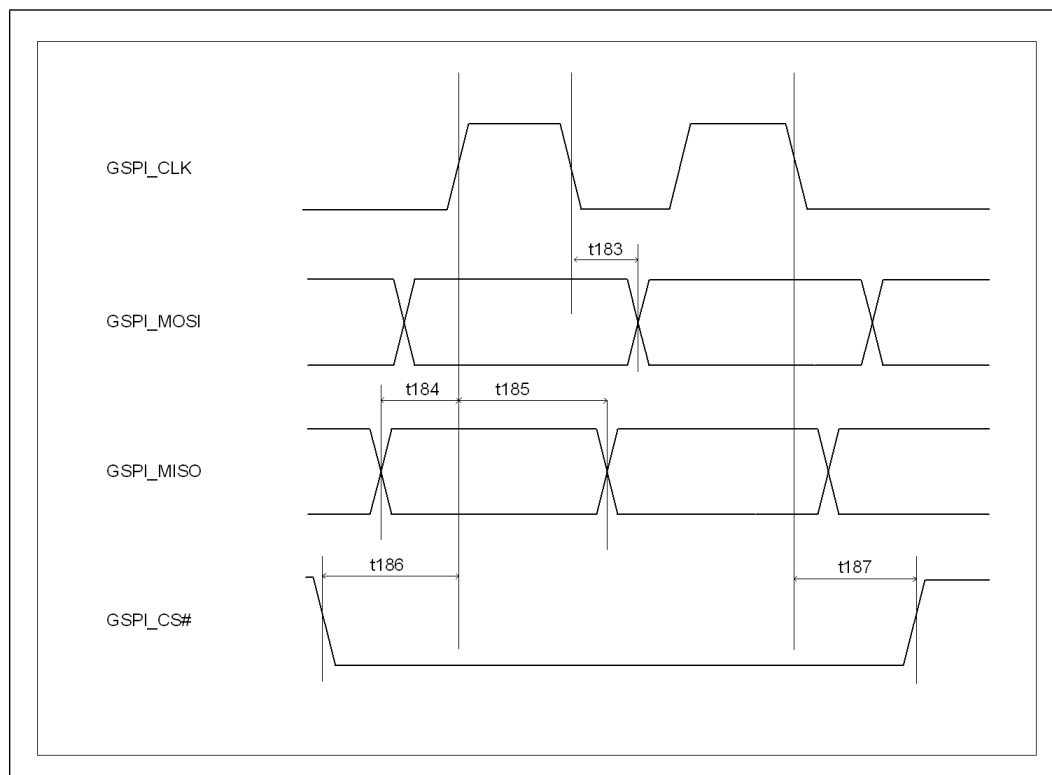 GSPI_CLK
t183
GSPI_MOSI
t184 t185
GSPI_MISO
t186 t187
GSPI_CS#